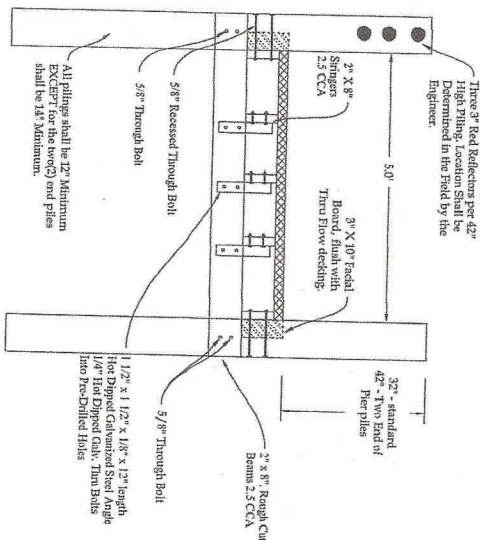 Three 3" Red Reflectors per 42"
High Piling. Location Shall be
Determined in the Field by the
Engineer.
5.0'
32" - standard
42" - Two End of
Pier piles
2" X 8"
Stringers
2.5 CCA
3" X 10" Facial
Board, flush with
Thru Flow decking.
5/8" Recessed Through Bolt
5/8" Through Bolt
All pilings shall be 12" Minimum
EXCEPT for the two(2) end piles
shall be 14" Minimum.
2" x 8". Rough Cut
Beams 2.5 CCA
5/8" Through Bolt
1 1/2" x 1 1/2" x 1/8" x 12" length
Hot Dipped Galvanized Steel Angle
1/4" Hot Dipped Galv. Thru Bolts
Into Pre-Drilled Holes